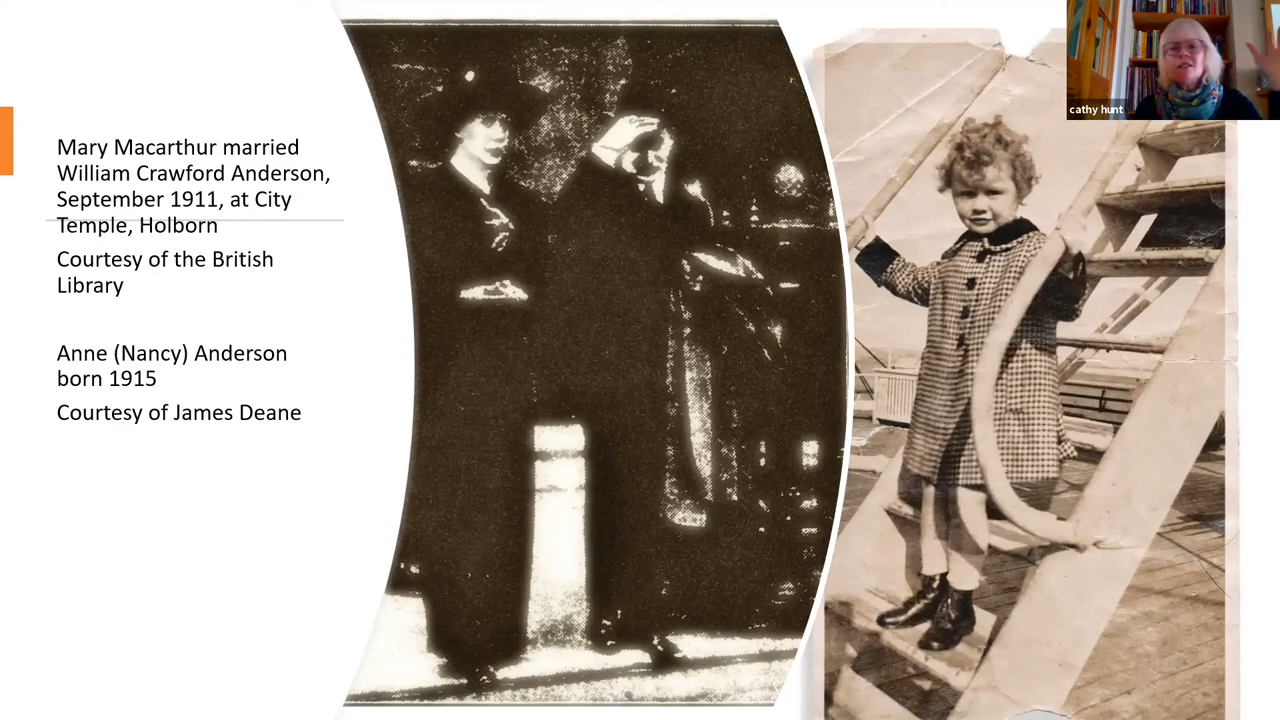 Mary Macarthur married
William Crawford Anderson,
September 1911, at City
Temple, Holborn
Courtesy of the British
Library
Anne (Nancy) Anderson
born 1915
Courtesy of James Deane
cathy hunt